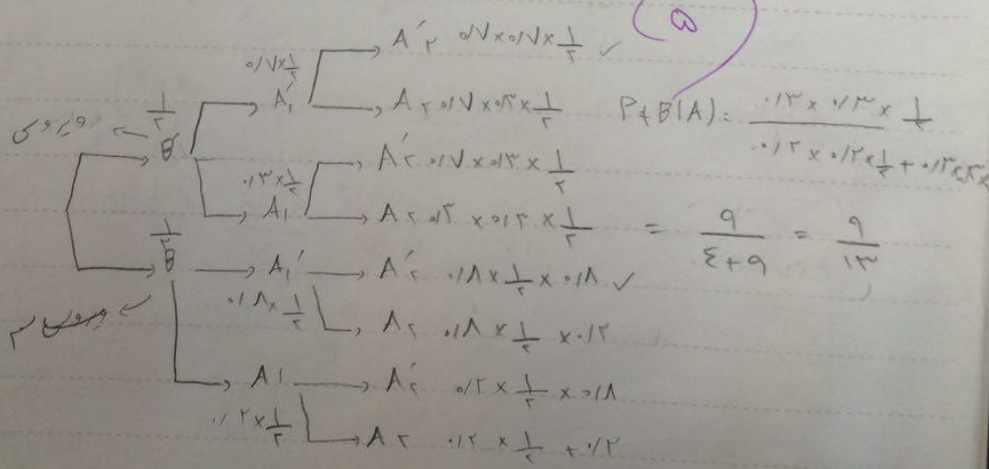 ۵
A'۲ ۰/۷×۰/۷×۱/۲ ✓
۰/۷×۱/۲
۱/۲ B' → A'۱ → A۲ ۰/۷×۰/۳×۱/۲
P(B'|A) = ۰/۳×۰/۳×۱/۲ / ۰/۲×۰/۲×۱/۲ + ۰/۳×۰/۳×
→ A'۲ ۰/۷×۰/۳×۱/۲
۰/۳×۱/۲
→ A۱ → A۲ ۰/۳×۰/۳×۱/۲
= ۹/۴+۹ = ۹/۱۳
۱/۲ B → A'۱ → A'۲ ۰/۸×۱/۲×۰/۸ ✓
۰/۸×۱/۲ → A۲ ۰/۸×۱/۲×۰/۲
→ A۱ → A'۲ ۰/۲×۱/۲×۰/۸
۰/۲×۱/۲ → A۲ ۰/۲×۱/۲+۰/۲